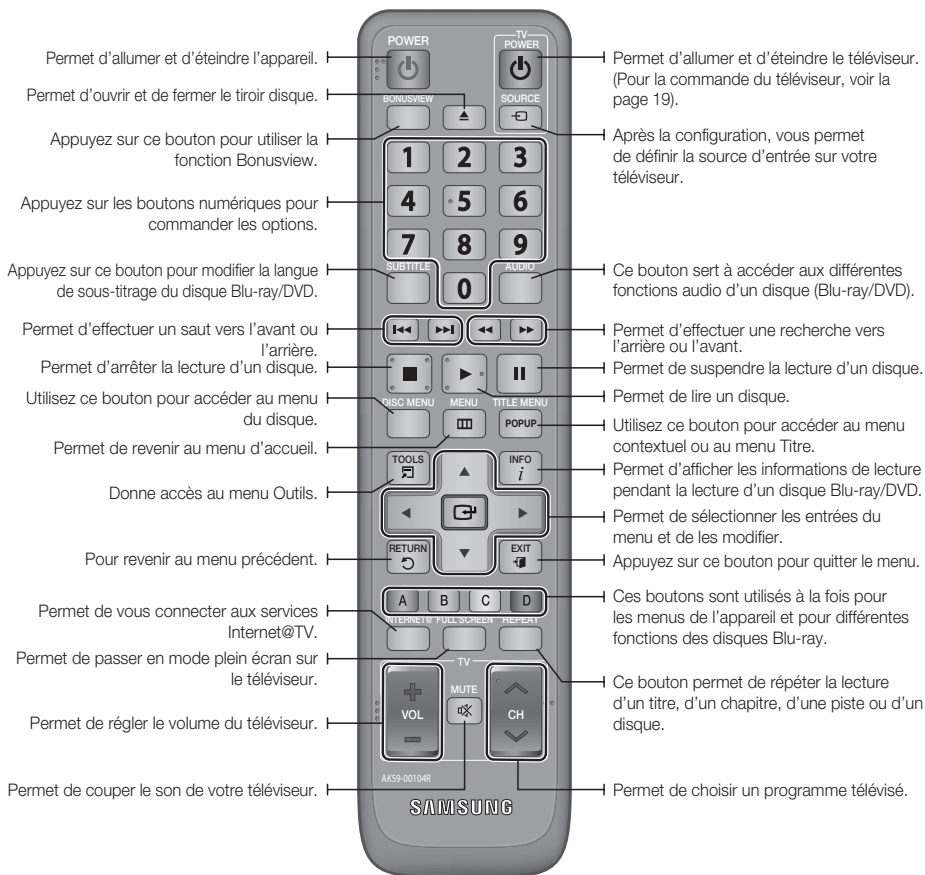 Permet d'allumer et d'éteindre l'appareil.
Permet d'ouvrir et de fermer le tiroir disque.
Appuyez sur ce bouton pour utiliser la
fonction Bonusview.
Appuyez sur les boutons numériques pour
commander les options.
Appuyez sur ce bouton pour modifier la langue
de sous-titrage du disque Blu-ray/DVD.
Permet d'effectuer un saut vers l'avant ou
l'arrière.
Permet d'arrêter la lecture d'un disque.
Utilisez ce bouton pour accéder au menu
du disque.
Permet de revenir au menu d'accueil.
Donne accès au menu Outils.
Pour revenir au menu précédent.
Permet de vous connecter aux services
Internet@TV.
Permet de passer en mode plein écran sur
le téléviseur.
Permet de régler le volume du téléviseur.
Permet de couper le son de votre téléviseur.
POWER
TV
POWER
BONUSVIEW
SOURCE
1 2 3
4 5 6
7 8 9
SUBTITLE
0
AUDIO
DISC MENU MENU TITLE MENU
POPUP
TOOLS
INFO
i
RETURN
EXIT
A B C D
INTERNET@ FULL SCREEN REPEAT
TV
VOL
MUTE
CH
AK59-00104R
SAMSUNG
Permet d'allumer et d'éteindre le téléviseur.
(Pour la commande du téléviseur, voir la
page 19).
Après la configuration, vous permet
de définir la source d'entrée sur votre
téléviseur.
Ce bouton sert à accéder aux différentes
fonctions audio d'un disque (Blu-ray/DVD).
Permet d'effectuer une recherche vers
l'arrière ou l'avant.
Permet de suspendre la lecture d'un disque.
Permet de lire un disque.
Utilisez ce bouton pour accéder au menu
contextuel ou au menu Titre.
Permet d'afficher les informations de lecture
pendant la lecture d'un disque Blu-ray/DVD.
Permet de sélectionner les entrées du
menu et de les modifier.
Appuyez sur ce bouton pour quitter le menu.
Ces boutons sont utilisés à la fois pour
les menus de l'appareil et pour différentes
fonctions des disques Blu-ray.
Ce bouton permet de répéter la lecture
d'un titre, d'un chapitre, d'une piste ou d'un
disque.
Permet de choisir un programme télévisé.